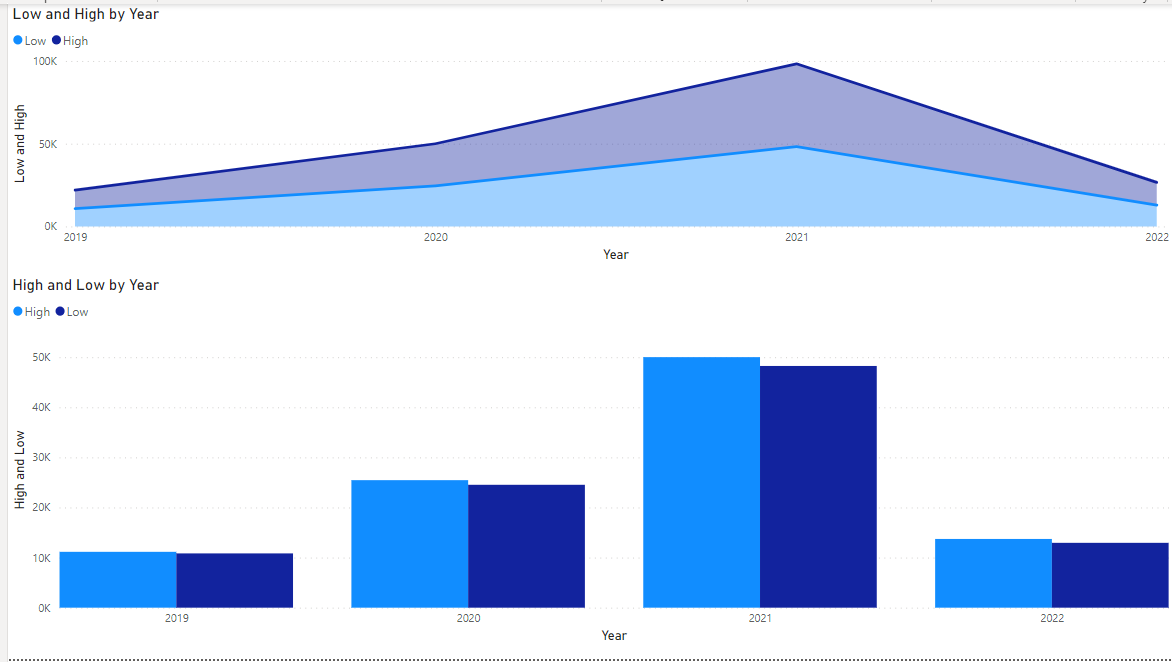 Low and High by Year
Low High
100K
50K
0K
Low and High
2019 2020 2021 2022
Year
High and Low by Year
High Low
50K
40K
30K
20K
10K
0K
High and Low
2019 2020 2021 2022
Year